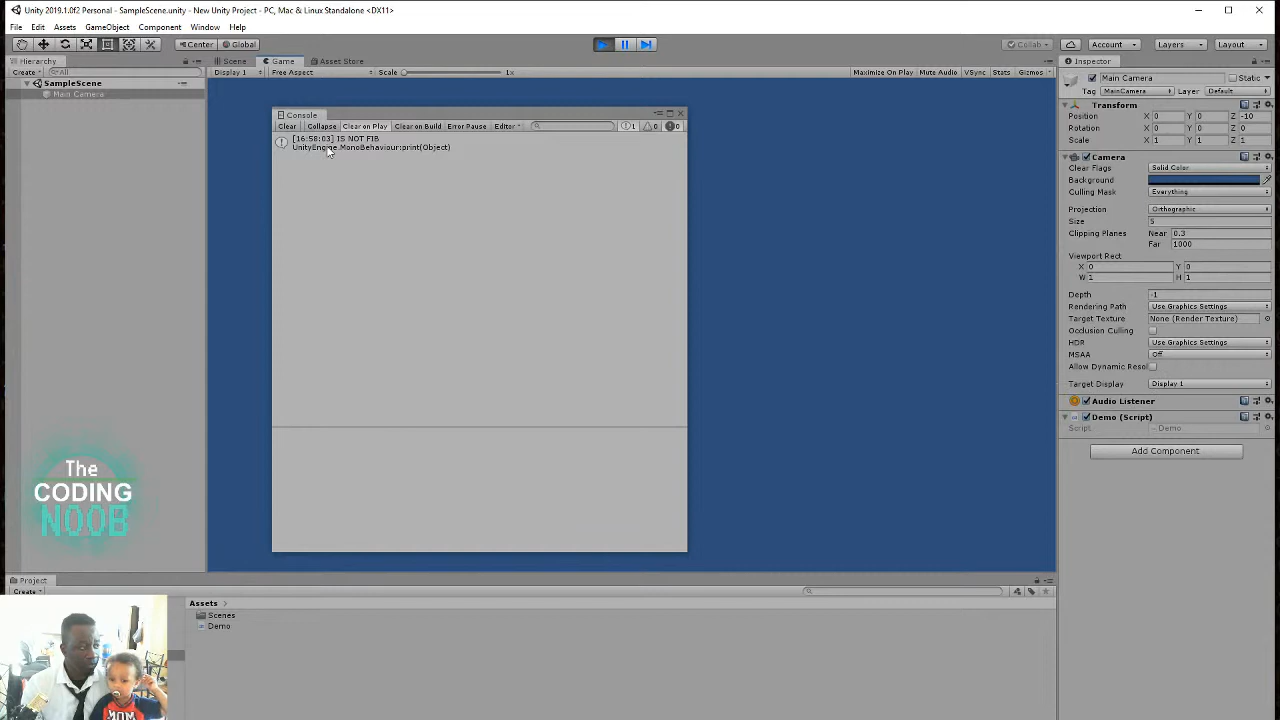 Unity 2019.1.0f2 Personal - SampleScene.unity - New Unity Project - PC, Mac & Linux Standalone <DX11>
File Edit Assets GameObject Component Window Help
Center Global Collab Account Layers Layout
Hierarchy
Create All
SampleScene
Main Camera
Scene Game Asset Store
Display 1 Free Aspect Scale 1x Maximize On Play Mute Audio VSync Stats Gizmos
Console
Clear Collapse Clear on Play Clear on Build Error Pause Editor 1 0 0
[16:58:03] IS NOT FIB
UnityEngine.MonoBehaviour:print(Object)
Inspector
Main Camera Static
Tag MainCamera Layer Default
Transform
Position X 0 Y 0 Z -10
Rotation X 0 Y 0 Z 0
Scale X 1 Y 1 Z 1
Camera
Clear Flags Solid Color
Background
Culling Mask Everything
Projection Orthographic
Size 5
Clipping Planes Near 0.3
Far 1000
Viewport Rect
X 0 Y 0
W 1 H 1
Depth -1
Rendering Path Use Graphics Settings
Target Texture None (Render Texture)
Occlusion Culling
HDR Use Graphics Settings
MSAA Off
Allow Dynamic Resol
Target Display Display 1
Audio Listener
Demo (Script)
Script Demo
Add Component
The
CODING
NOOB
Project
Create
Assets
Scenes
Demo
MOM